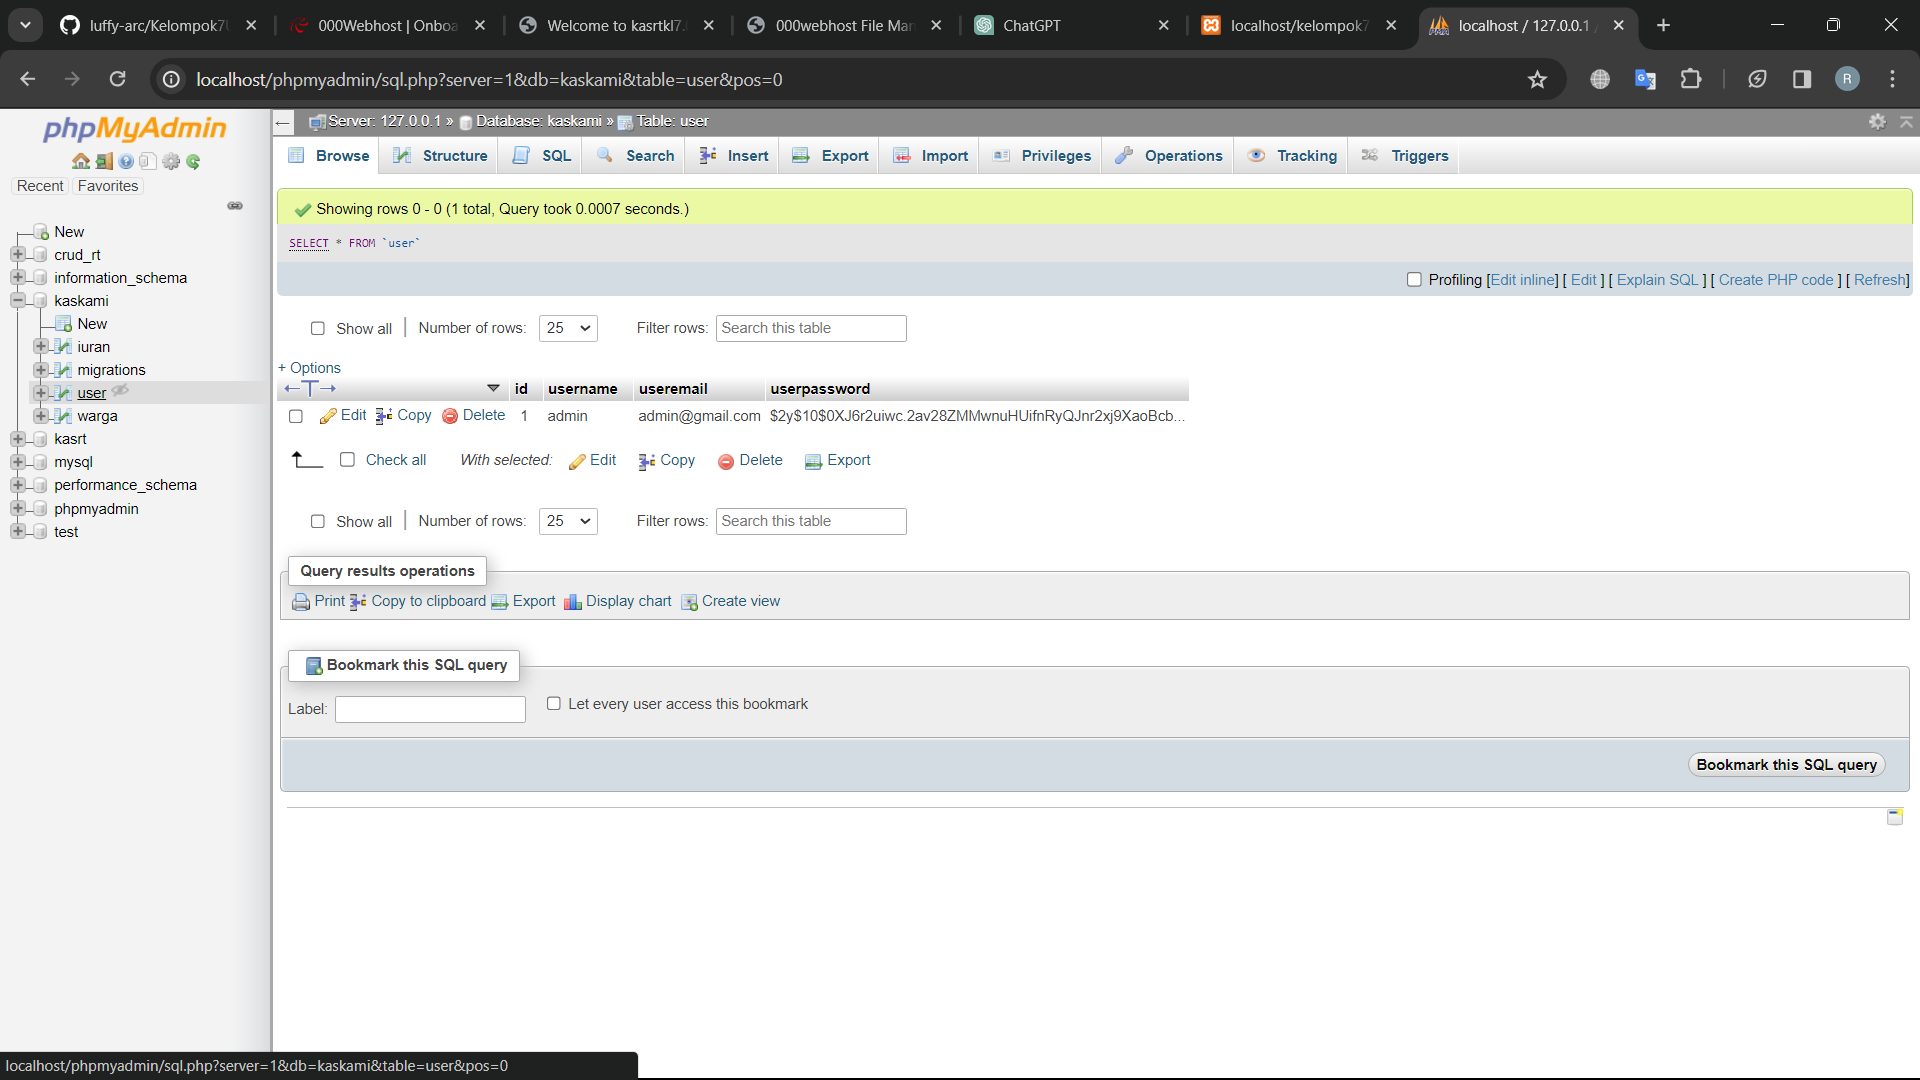 luffy-arc/Kelompok7
000Webhost | Onboa
Welcome to kasrtkl7.
000webhost File Man
ChatGPT
localhost/kelompok7
localhost / 127.0.0.1
localhost/phpmyadmin/sql.php?server=1&db=kaskami&table=user&pos=0
R
phpMyAdmin
Recent
Favorites
New
crud_rt
information_schema
kaskami
New
iuran
migrations
user
warga
kasrt
mysql
performance_schema
phpmyadmin
test
Server: 127.0.0.1 » Database: kaskami » Table: user
Browse
Structure
SQL
Search
Insert
Export
Import
Privileges
Operations
Tracking
Triggers
Showing rows 0 - 0 (1 total, Query took 0.0007 seconds.)
SELECT * FROM `user`
Profiling [Edit inline] [ Edit ] [ Explain SQL ] [ Create PHP code ] [ Refresh]
Show all | Number of rows: 25 Filter rows: Search this table
+ Options
id username useremail userpassword
Edit Copy Delete 1 admin admin@gmail.com $2y$10$0XJ6r2uiwc.2av28ZMMwnuHUifnRyQJnr2xj9XaoBcb...
Check all With selected: Edit Copy Delete Export
Show all | Number of rows: 25 Filter rows: Search this table
Query results operations
Print Copy to clipboard Export Display chart Create view
Bookmark this SQL query
Label:
Let every user access this bookmark
Bookmark this SQL query
localhost/phpmyadmin/sql.php?server=1&db=kaskami&table=user&pos=0